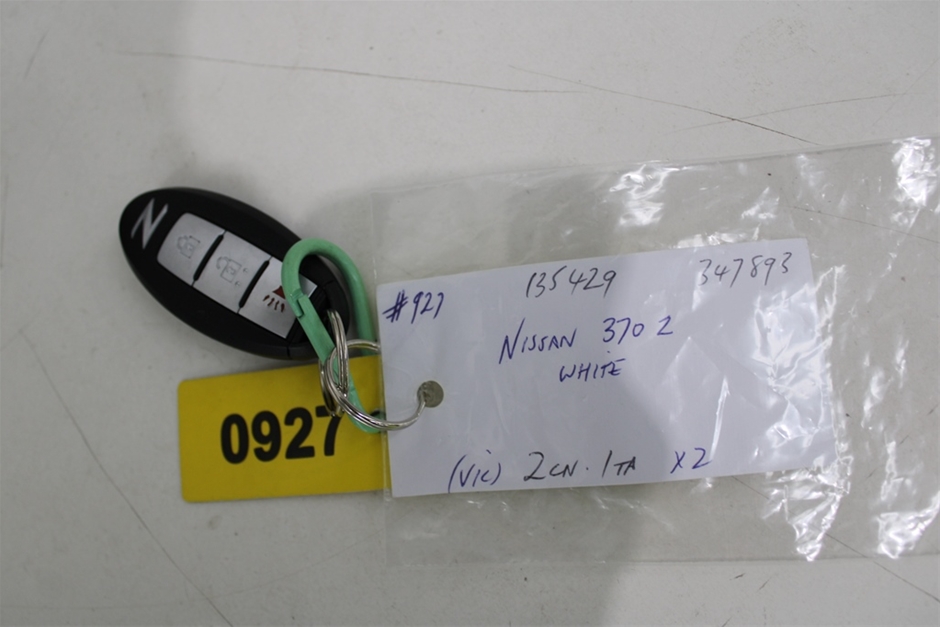 Z
0927
#927 135429 347893
NISSAN 370 Z
WHITE
(VIC) 2CN·1TA X2